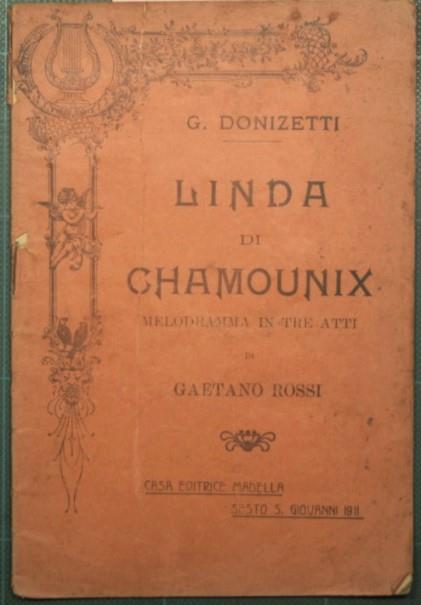 G. DONIZETTI
LINDA
DI
CHAMOUNIX
MELODRAMMA IN TRE ATTI
DI
GAETANO ROSSI
CASA EDITRICE MADELLA
SESTO S. GIOVANNI 1911